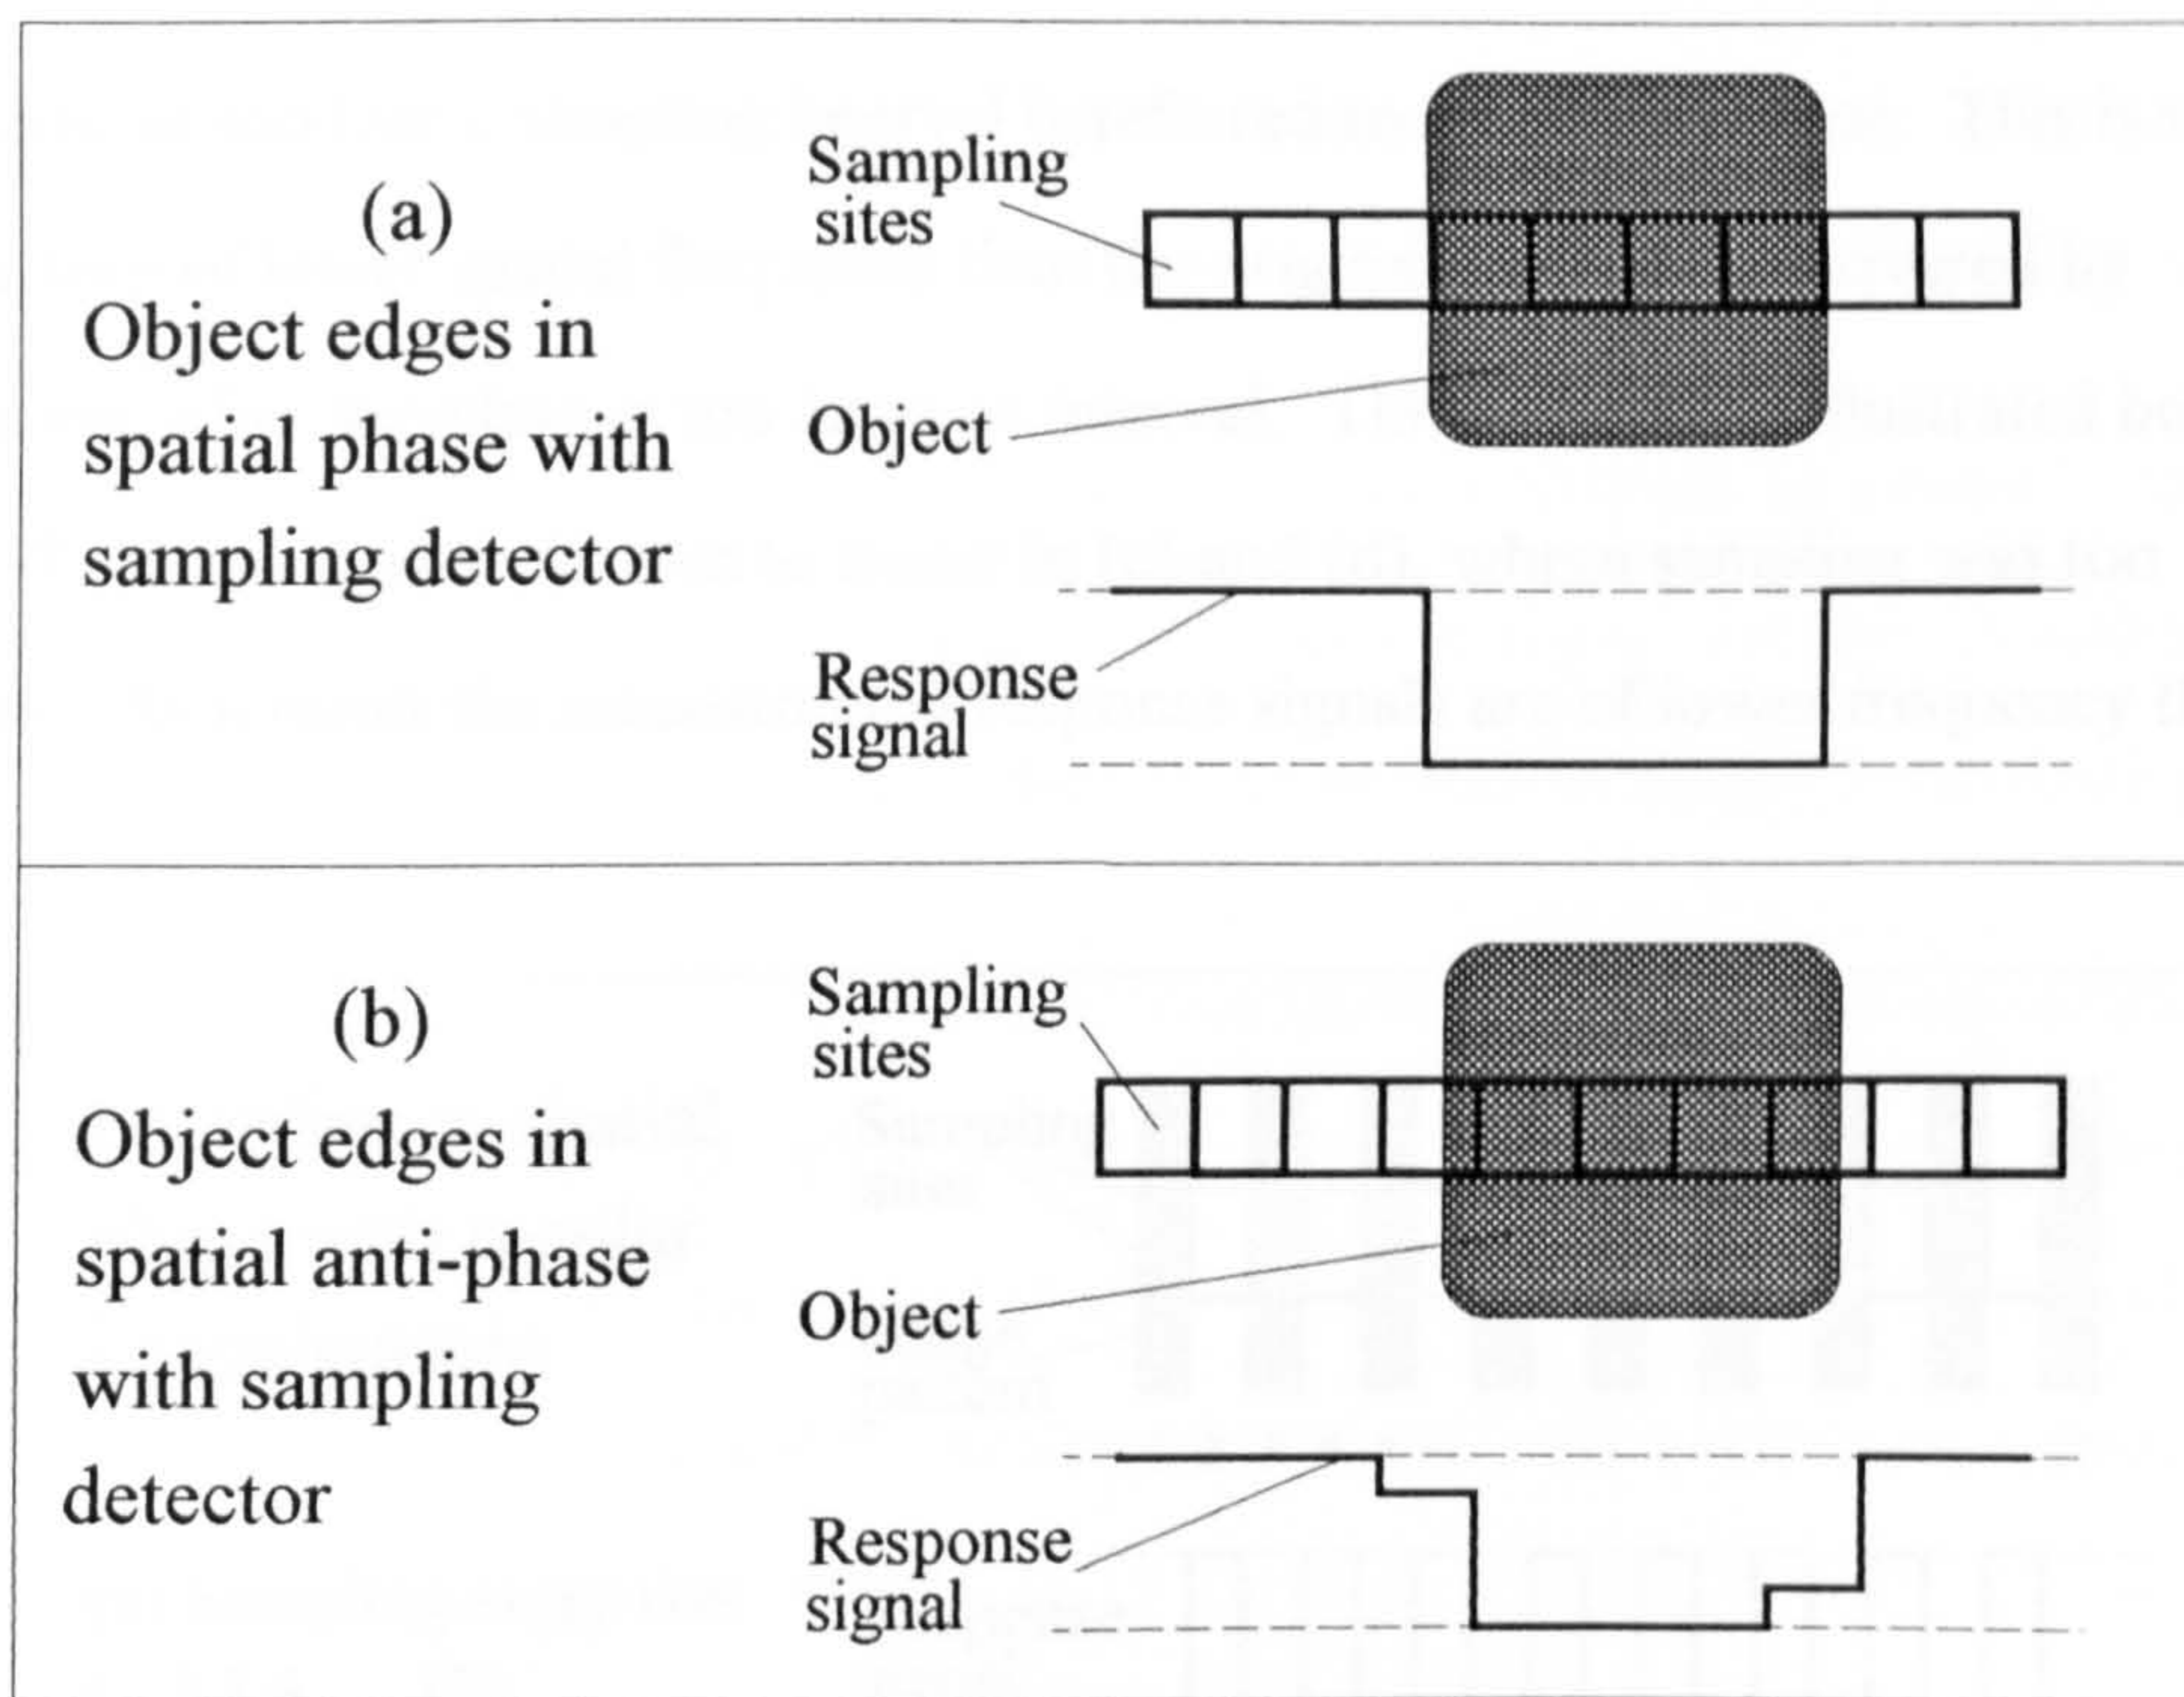 (a)
Object edges in
spatial phase with
sampling detector
Sampling
sites
Object
Response
signal
(b)
Object edges in
spatial anti-phase
with sampling
detector
Sampling
sites
Object
Response
signal